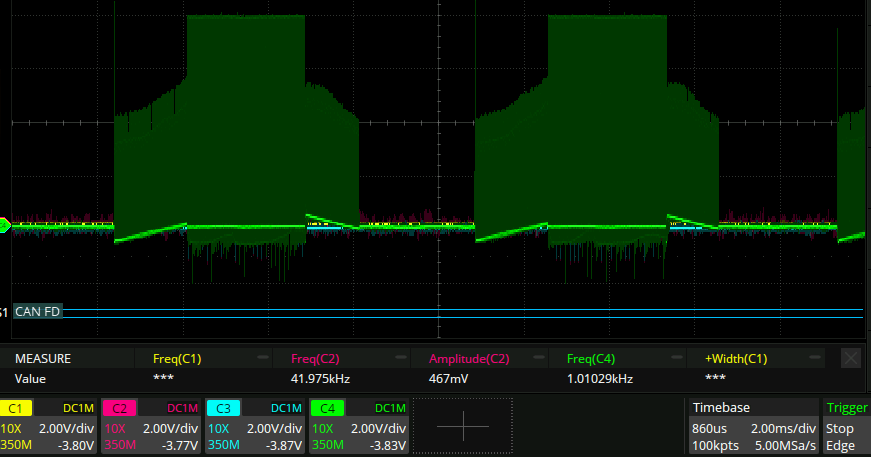 S1 CAN FD
MEASURE Freq(C1) Freq(C2) Amplitude(C2) Freq(C4) +Width(C1)
Value *** 41.975kHz 467mV 1.01029kHz ***
C1 DC1M C2 DC1M C3 DC1M C4 DC1M Timebase Trigger
10X 2.00V/div 10X 2.00V/div 10X 2.00V/div 10X 2.00V/div 860us 2.00ms/div Stop
350M -3.80V 350M -3.77V 350M -3.87V 350M -3.83V 100kpts 5.00MSa/s Edge